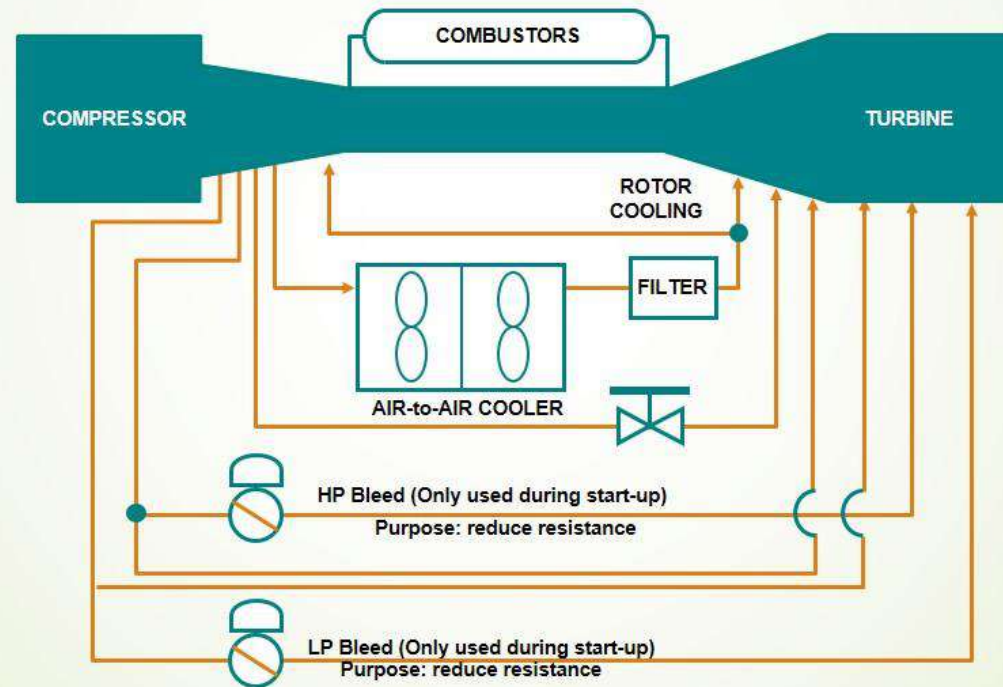 COMBUSTORS
COMPRESSOR
TURBINE
ROTOR
COOLING
FILTER
AIR-to-AIR COOLER
HP Bleed (Only used during start-up)
Purpose: reduce resistance
LP Bleed (Only used during start-up)
Purpose: reduce resistance